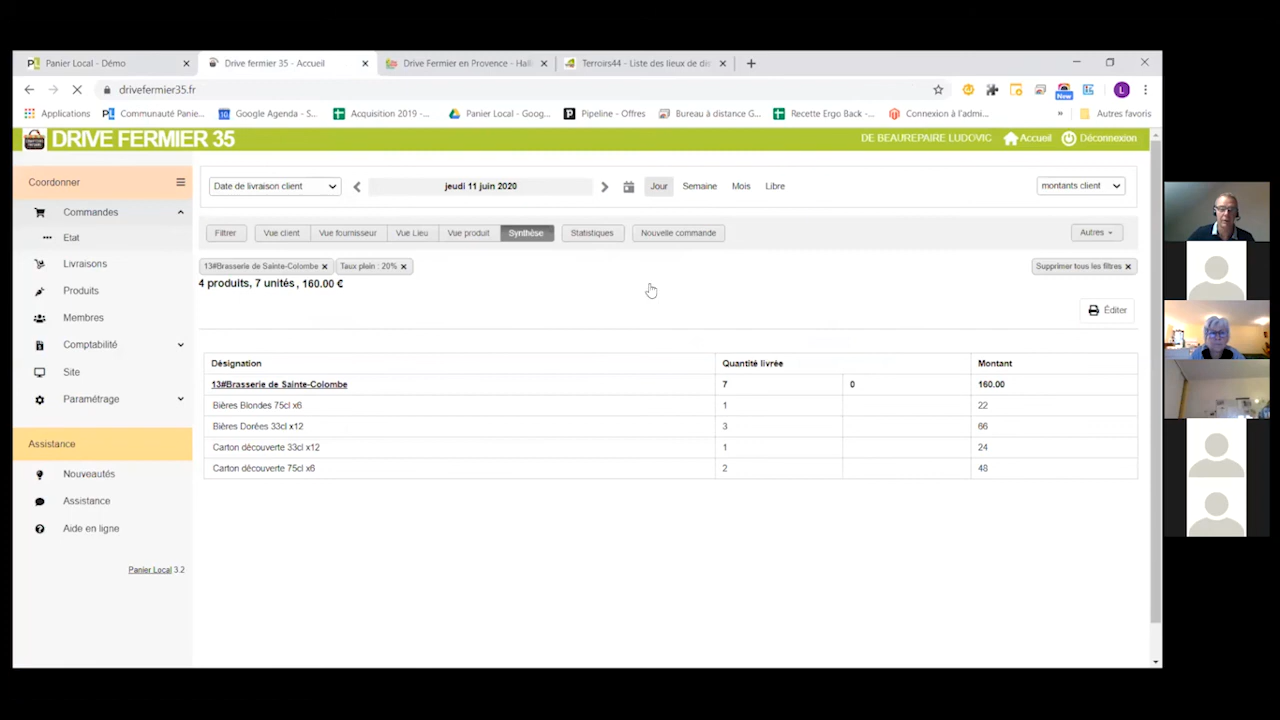 Panier Local - Démo
Drive fermier 35 - Accueil
Drive Fermier en Provence - Hall
Terroirs44 - Liste des lieux de di
drivefermier35.fr
New
L
Applications
Communauté Panie...
Google Agenda - S...
Acquisition 2019 -...
Panier Local - Goog...
Pipeline - Offres
Bureau à distance G...
Recette Ergo Back -...
Connexion à l'admi...
»
Autres favoris
DRIVE FERMIER 35
DE BEAUREPAIRE LUDOVIC
Accueil
Déconnexion
Coordonner
Commandes
Etat
Livraisons
Produits
Membres
Comptabilité
Site
Paramétrage
Assistance
Nouveautés
Assistance
Aide en ligne
Panier Local 3.2
Date de livraison client
jeudi 11 juin 2020
Jour
Semaine
Mois
Libre
montants client
Filtrer
Vue client
Vue fournisseur
Vue Lieu
Vue produit
Synthèse
Statistiques
Nouvelle commande
Autres
13#Brasserie de Sainte-Colombe ×
Taux plein : 20% ×
Supprimer tous les filtres ×
4 produits, 7 unités , 160.00 €
Éditer
Désignation Quantité livrée Montant
13#Brasserie de Sainte-Colombe 7 0 160.00
Bières Blondes 75cl x6 1 22
Bières Dorées 33cl x12 3 66
Carton découverte 33cl x12 1 24
Carton découverte 75cl x6 2 48